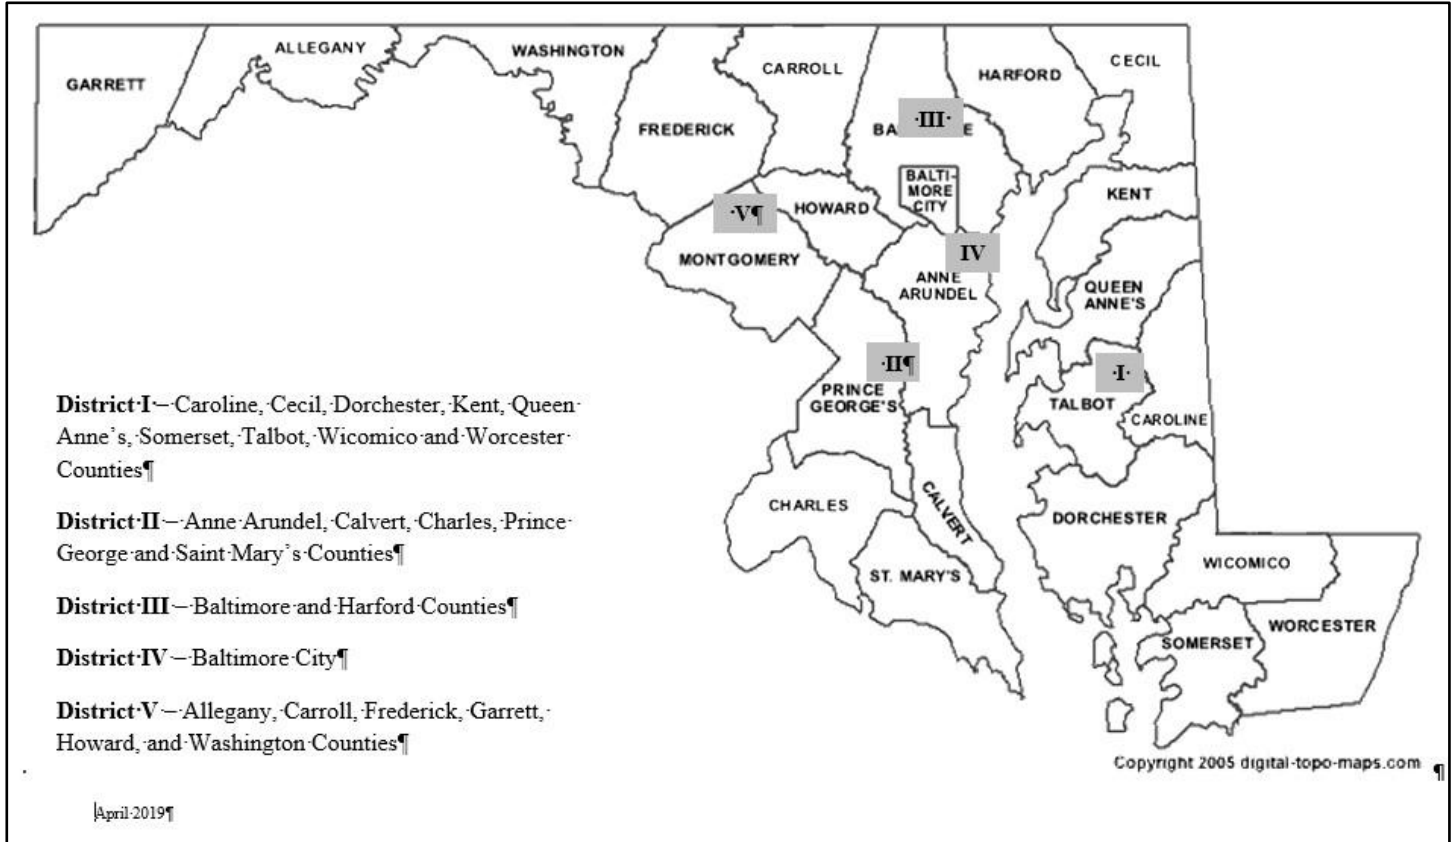 GARRETT
ALLEGANY
WASHINGTON
FREDERICK
CARROLL
HARFORD
CECIL
·III·
BALTI-
MORE
CITY
KENT
·V¶
HOWARD
MONTGOMERY
IV
ANNE
ARUNDEL
QUEEN
ANNE'S
·II¶
PRINCE
GEORGE'S
·I·
TALBOT
CAROLINE
CHARLES
CALVERT
ST. MARY'S
DORCHESTER
WICOMICO
WORCESTER
SOMERSET
District·I·–·Caroline,·Cecil,·Dorchester,·Kent,·Queen·
Anne’s,·Somerset,·Talbot,·Wicomico·and·Worcester·
Counties¶
District·II·–·Anne·Arundel,·Calvert,·Charles,·Prince·
George·and·Saint·Mary’s·Counties¶
District·III·–·Baltimore·and·Harford·Counties¶
District·IV·–·Baltimore·City¶
District·V·–·Allegany,·Carroll,·Frederick,·Garrett,·
Howard,·and·Washington·Counties¶
Copyright 2005 digital-topo-maps.com ¶
April·2019¶